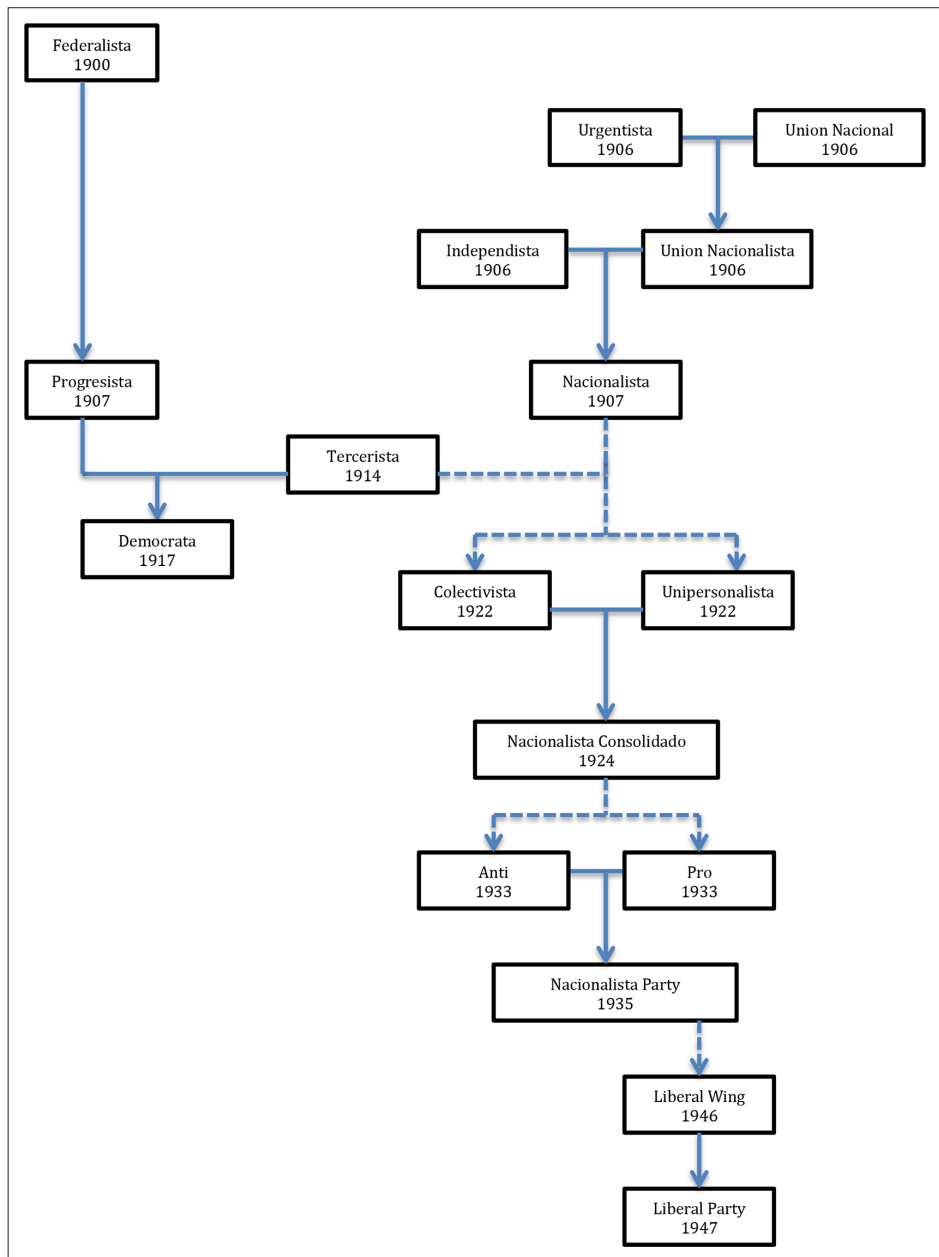 Federalista
1900
Urgentista
1906
Union Nacional
1906
Independista
1906
Union Nacionalista
1906
Progresista
1907
Nacionalista
1907
Tercerista
1914
Democrata
1917
Colectivista
1922
Unipersonalista
1922
Nacionalista Consolidado
1924
Anti
1933
Pro
1933
Nacionalista Party
1935
Liberal Wing
1946
Liberal Party
1947